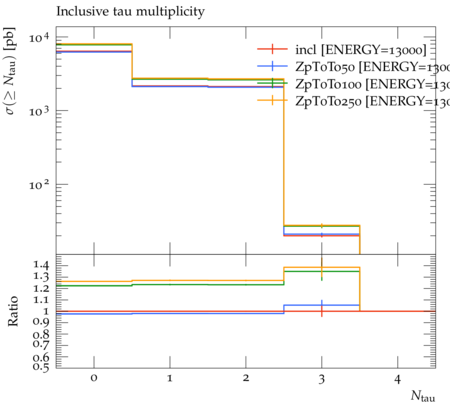 Inclusive tau multiplicity
σ(≥ Ntau) [pb]
10⁴
10³
10²
incl [ENERGY=13000]
ZpToTo50 [ENERGY=1300
ZpToTo100 [ENERGY=130
ZpToTo250 [ENERGY=130
Ratio
1.4
1.3
1.2
1.1
1
0.9
0.8
0.7
0.6
0.5
0 1 2 3 4
Ntau